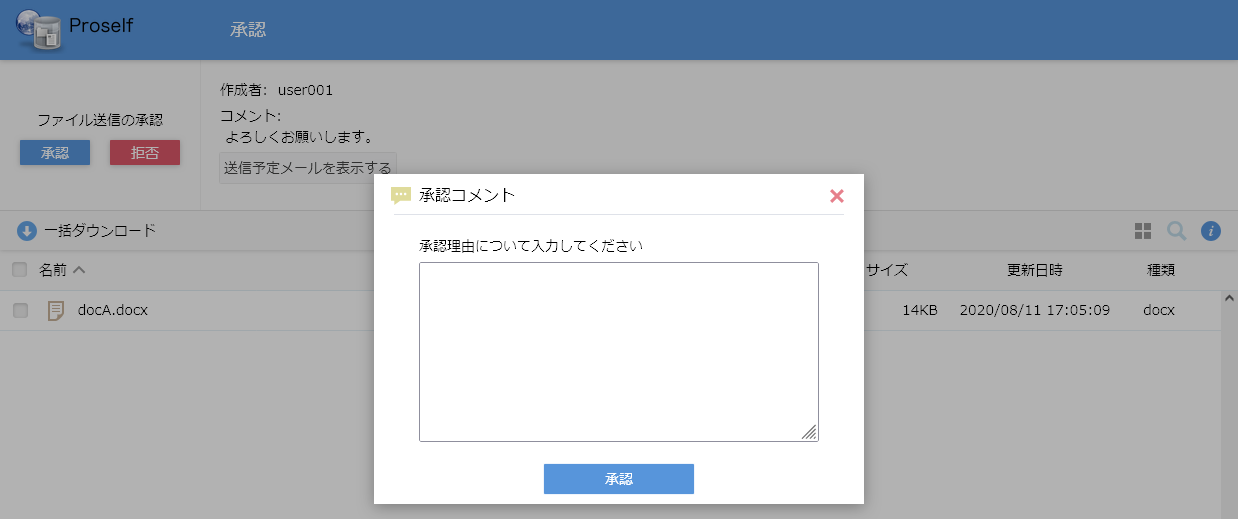 Proself
承認
ファイル送信の承認
承認
拒否
作成者: user001
コメント:
よろしくお願いします。
送信予定メールを表示する
承認コメント
承認理由について入力してください
承認
一括ダウンロード
名前
サイズ
更新日時
種類
docA.docx
14KB
2020/08/11 17:05:09
docx